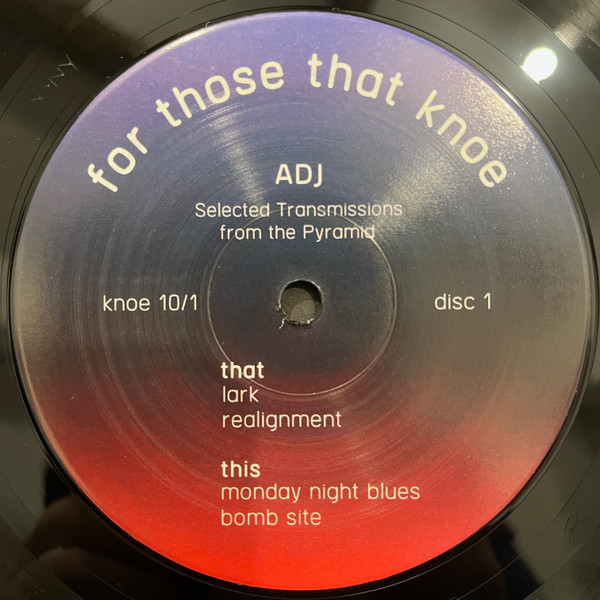 for those that knoe
ADJ
Selected Transmissions
from the Pyramid
knoe 10/1
disc 1
that
lark
realignment
this
monday night blues
bomb site